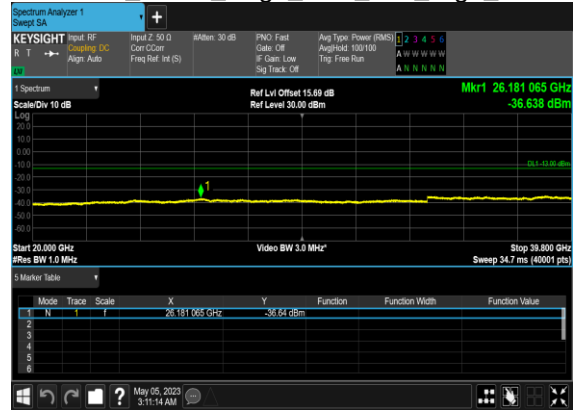 Spectrum Analyzer 1
Swept SA
+
KEYSIGHT Input: RF Input Z: 50 Ω #Atten: 30 dB PNO: Fast Avg Type: Power (RMS) 1 2 3 4 5 6
R T Coupling: DC Corr CCorr Gate: Off Avg|Hold: 100/100 A W W W W W
Align: Auto Freq Ref: Int (S) IF Gain: Low Trig: Free Run
Sig Track: Off A N N N N N
1 Spectrum Ref Lvl Offset 15.69 dB Mkr1 26.181 065 GHz
Scale/Div 10 dB Ref Level 30.00 dBm -36.638 dBm
Log
20.0
10.0
0.00
-10.0
DL1 -13.00 dBm
-20.0
1
-30.0
-40.0
-50.0
-60.0
Start 20.000 GHz Video BW 3.0 MHz* Stop 39.800 GHz
#Res BW 1.0 MHz Sweep 34.7 ms (40001 pts)
5 Marker Table
Mode Trace Scale X Y Function Function Width Function Value
1 N 1 f 26.181 065 GHz -36.64 dBm
2
3
4
5
6
? May 05, 2023
3:11:14 AM